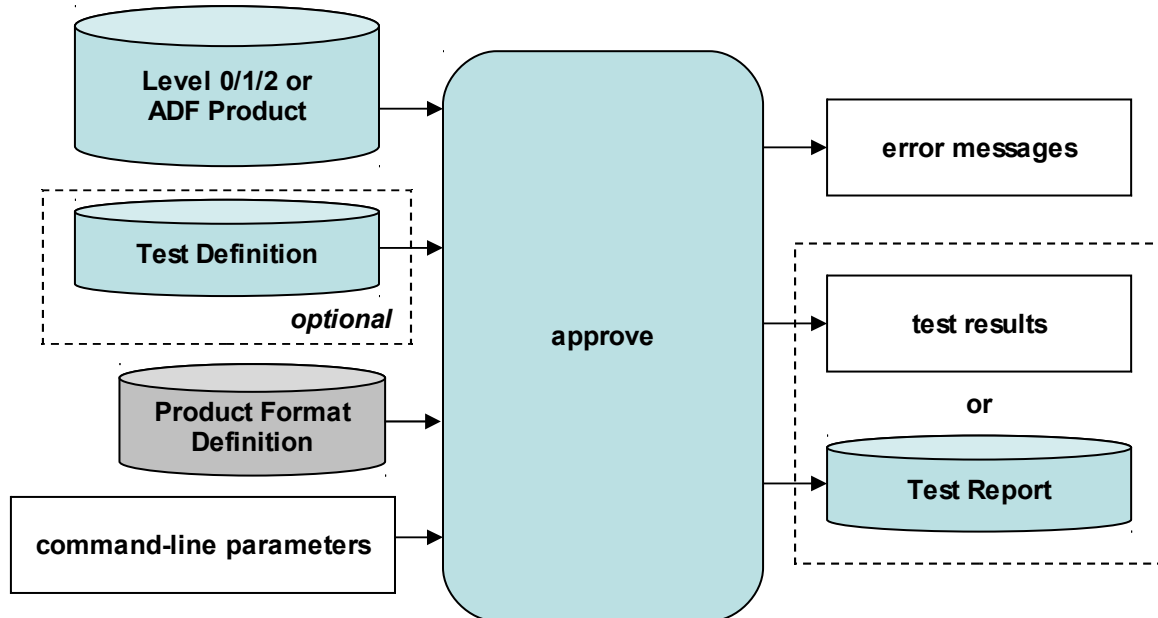 Level 0/1/2 or
ADF Product
Test Definition
optional
Product Format
Definition
command-line parameters
approve
error messages
test results
or
Test Report